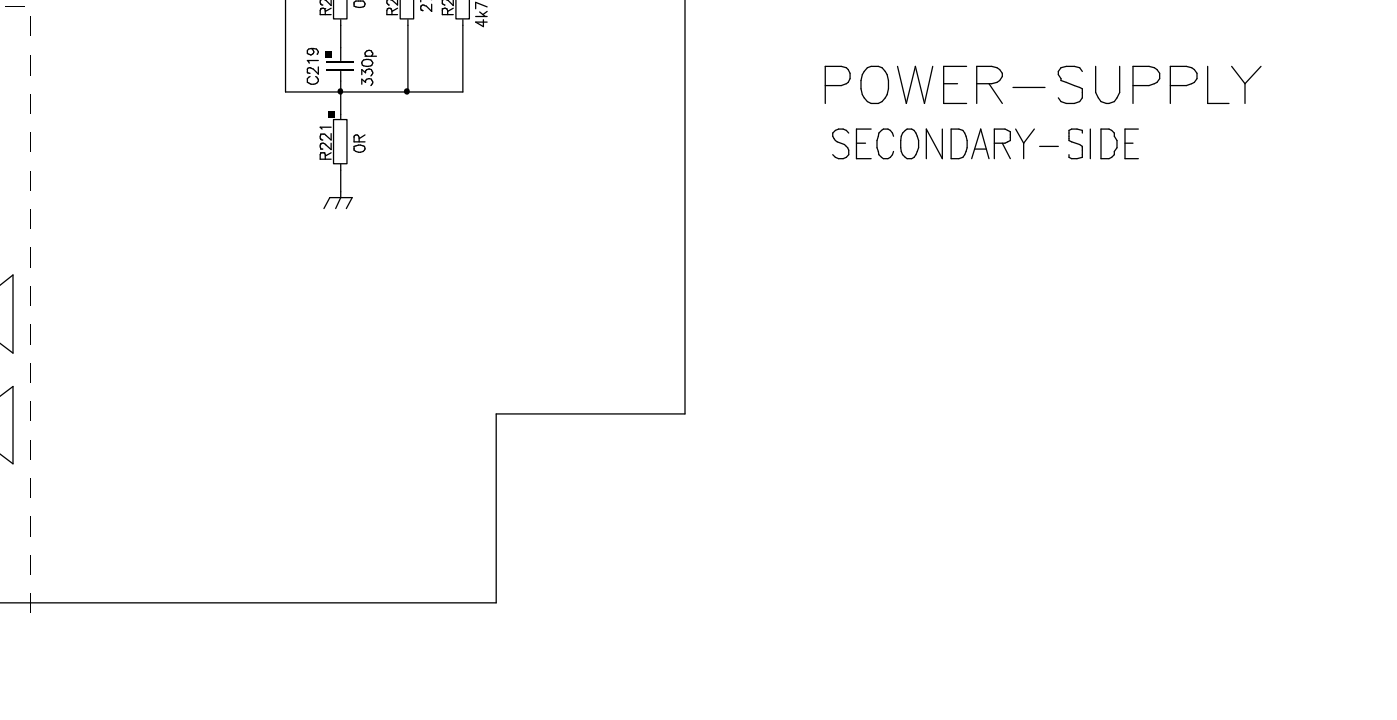 4k7
C219
330p
R221
0R
POWER-SUPPLY
SECONDARY-SIDE